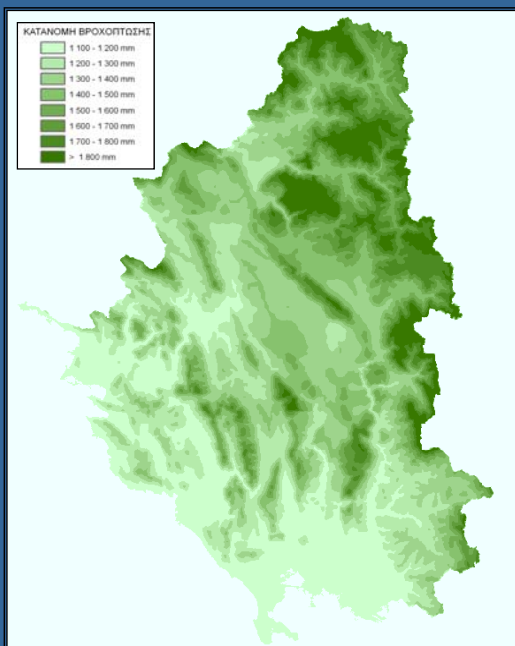 ΚΑΤΑΝΟΜΗ ΒΡΟΧΟΠΤΩΣΗΣ
1 100 - 1 200 mm
1 200 - 1 300 mm
1 300 - 1 400 mm
1 400 - 1 500 mm
1 500 - 1 600 mm
1 600 - 1 700 mm
1 700 - 1 800 mm
> 1 800 mm